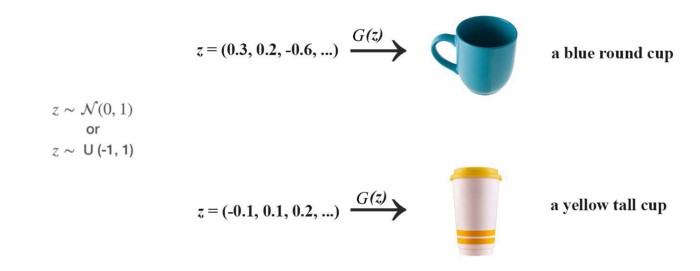 G(z)
z = (0.3, 0.2, -0.6, ...)
a blue round cup
z ~ 𝒩(0, 1)
or
z ~ U (-1, 1)
G(z)
z = (-0.1, 0.1, 0.2, ...)
a yellow tall cup